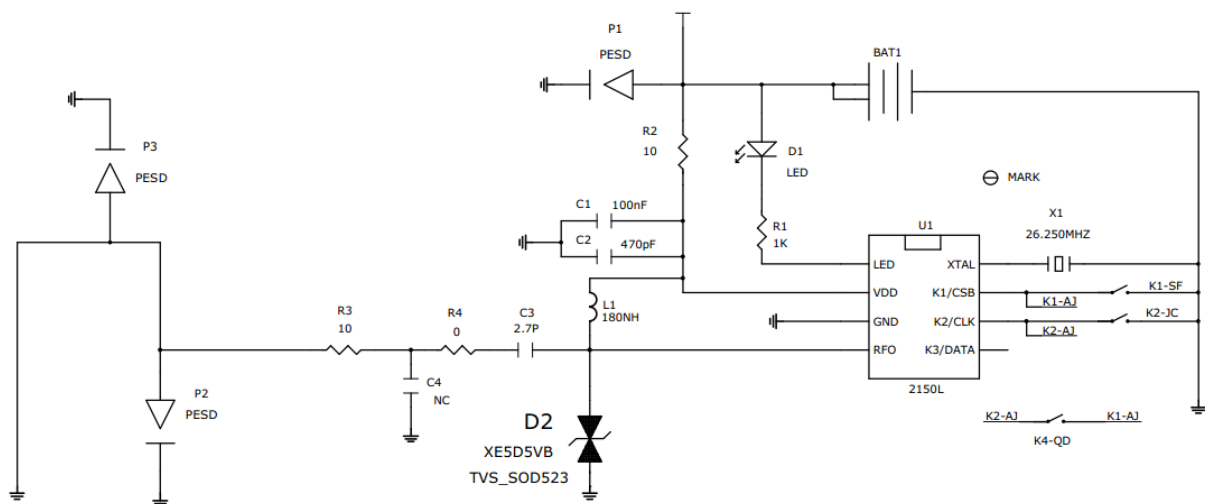 P1
PESD
BAT1
P3
PESD
R2
10
D1
LED
MARK
C1
100nF
C2
470pF
R1
1K
U1
X1
26.250MHZ
LED
XTAL
VDD
K1/CSB
K1-SF
K1-AJ
GND
K2/CLK
K2-JC
K2-AJ
RFO
K3/DATA
2150L
L1
180NH
R3
10
R4
0
C3
2.7P
C4
NC
P2
PESD
D2
XE5D5VB
TVS_SOD523
K2-AJ
K1-AJ
K4-QD